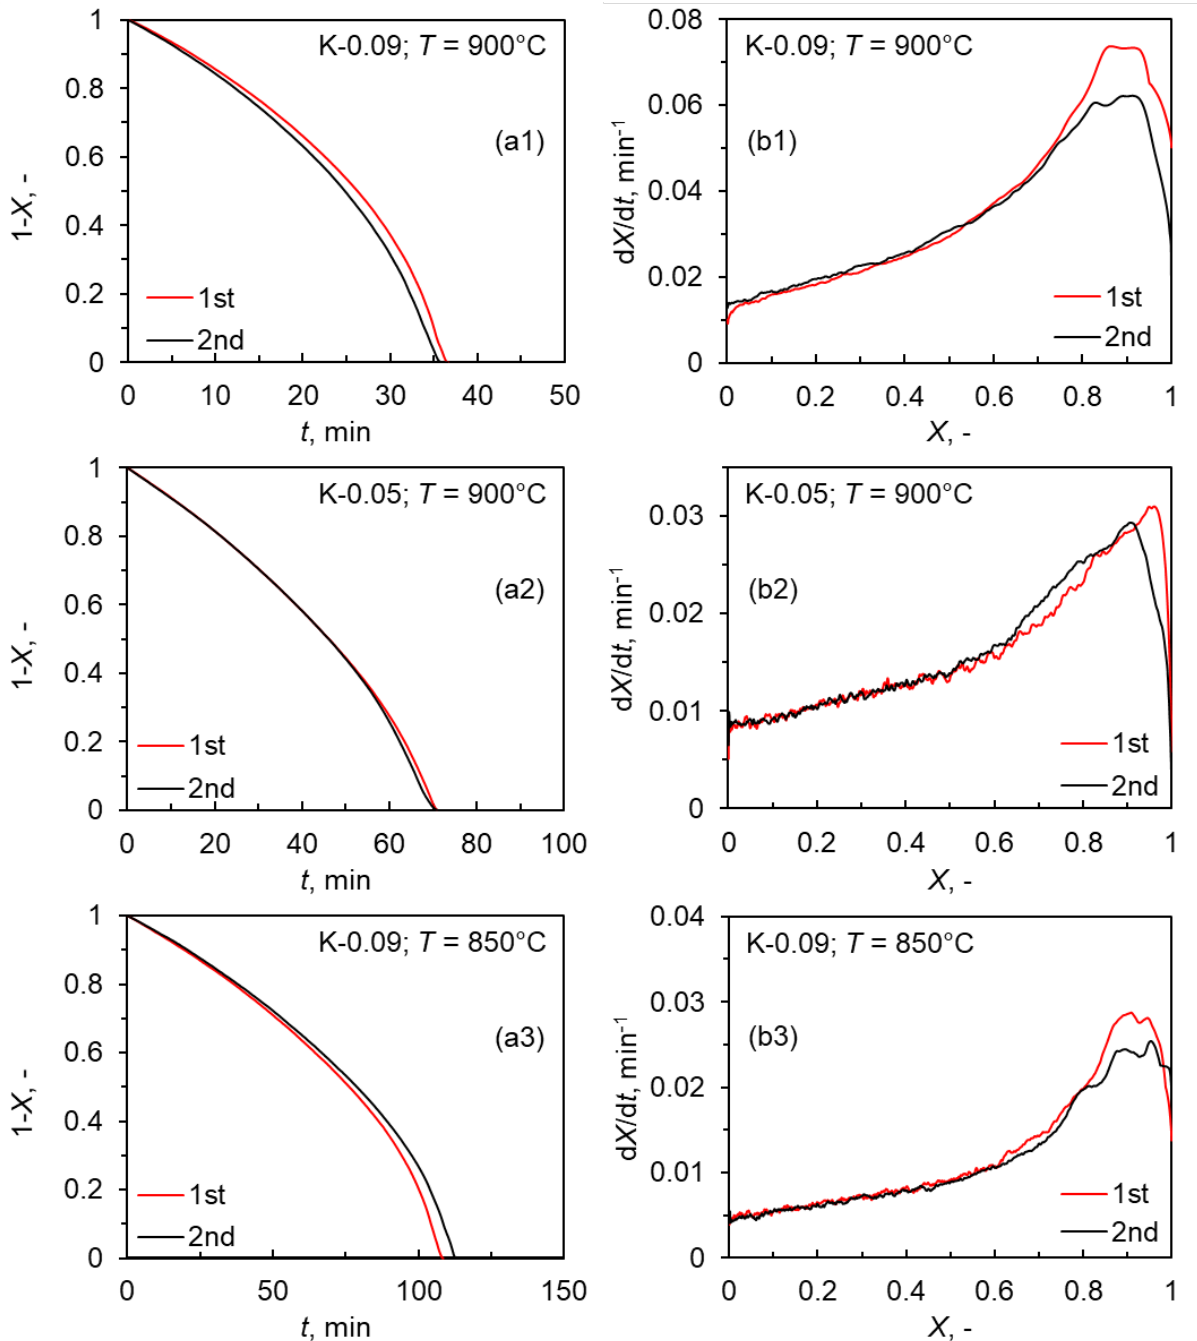 1
0.8
0.6
0.4
0.2
0
1-X, -
K-0.09; T = 900°C
(a1)
1st
2nd
0 10 20 30 40 50
t, min
0.08
0.06
0.04
0.02
0
dX/dt, min-1
K-0.09; T = 900°C
(b1)
1st
2nd
0 0.2 0.4 0.6 0.8 1
X, -
1
0.8
0.6
0.4
0.2
0
1-X, -
K-0.05; T = 900°C
(a2)
1st
2nd
0 20 40 60 80 100
t, min
0.03
0.02
0.01
0
dX/dt, min-1
K-0.05; T = 900°C
(b2)
1st
2nd
0 0.2 0.4 0.6 0.8 1
X, -
1
0.8
0.6
0.4
0.2
0
1-X, -
K-0.09; T = 850°C
(a3)
1st
2nd
0 50 100 150
t, min
0.04
0.03
0.02
0.01
0
dX/dt, min-1
K-0.09; T = 850°C
(b3)
1st
2nd
0 0.2 0.4 0.6 0.8 1
X, -